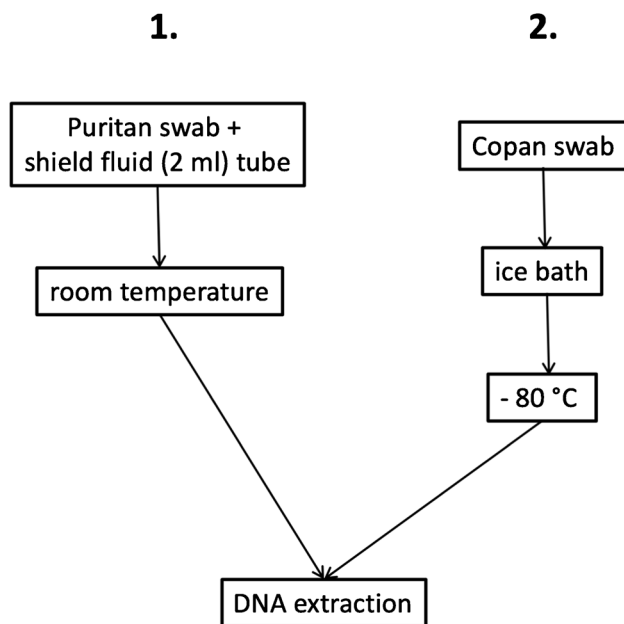 1.
2.
Puritan swab +
shield fluid (2 ml) tube
Copan swab
room temperature
ice bath
- 80 °C
DNA extraction